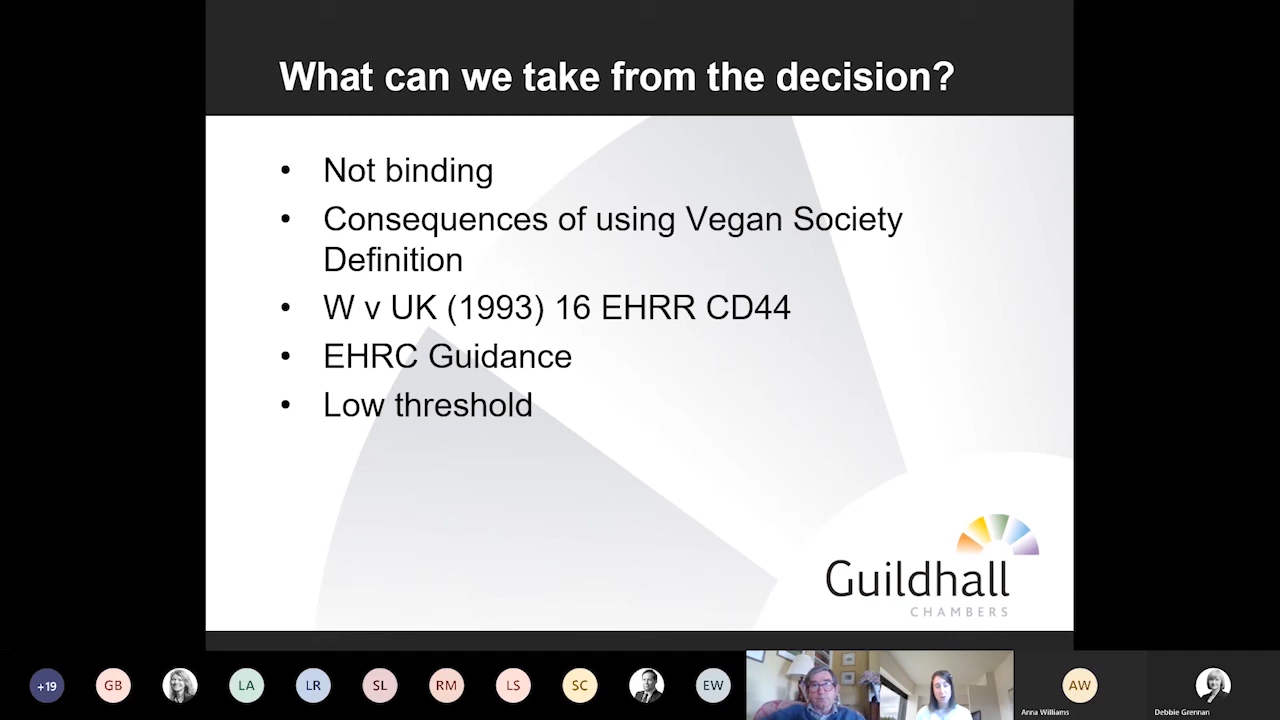 What can we take from the decision?
• Not binding
• Consequences of using Vegan Society
Definition
• W v UK (1993) 16 EHRR CD44
• EHRC Guidance
• Low threshold
Guildhall
CHAMBERS
+19
GB
LA
LR
SL
RM
LS
SC
EW
AW
Anna Williams
Debbie Grennan